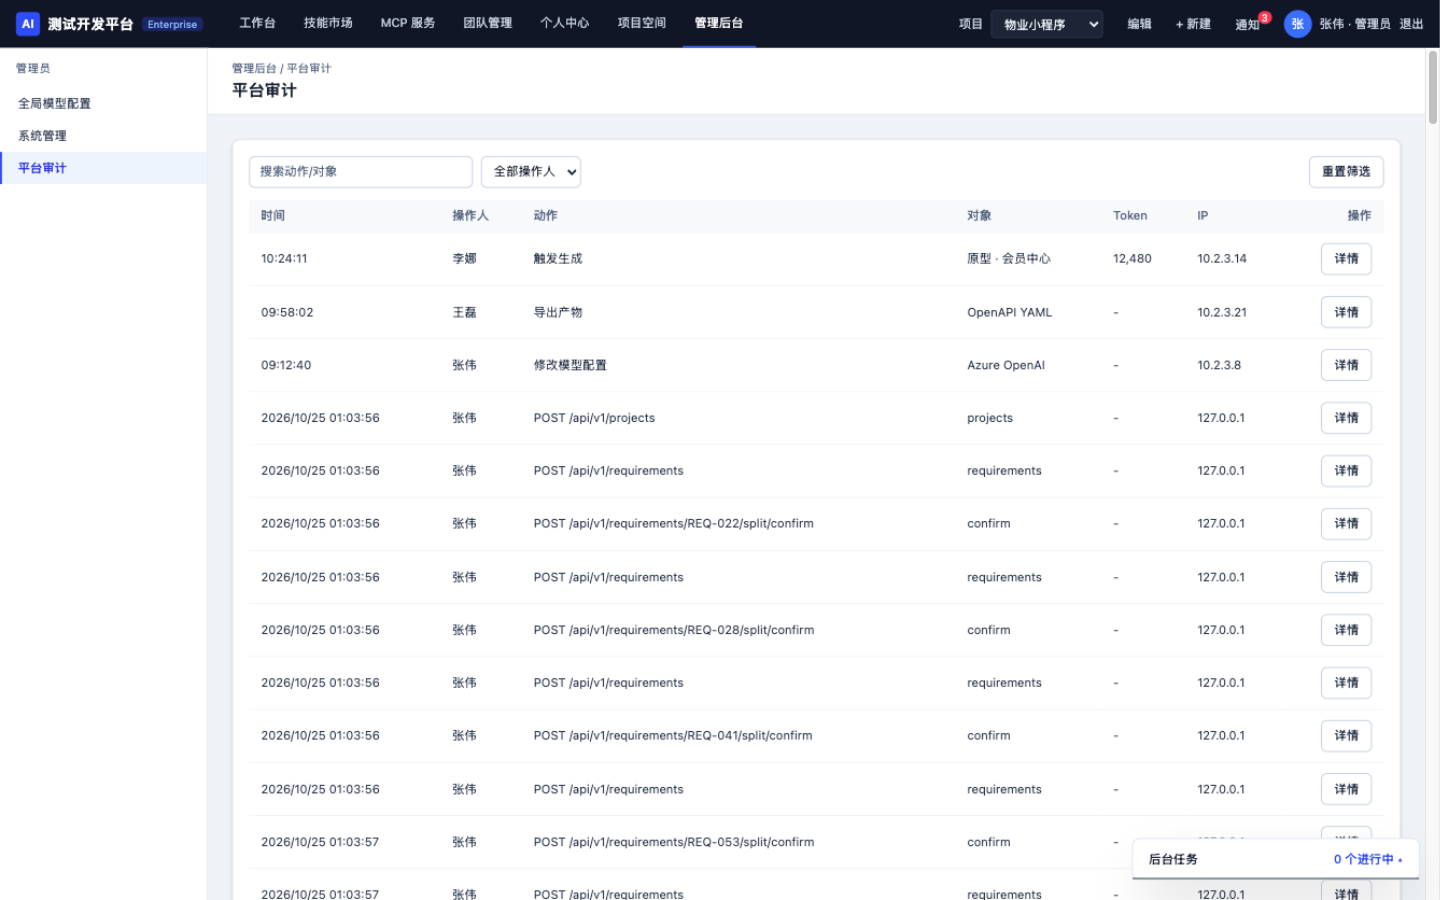 AI 测试开发平台 Enterprise 工作台 技能市场 MCP 服务 团队管理 个人中心 项目空间 管理后台 项目 物业小程序 编辑 + 新建 通知 3 张 张伟 · 管理员 退出
管理员
全局模型配置
系统管理
平台审计
管理后台 / 平台审计
平台审计
搜索动作/对象 全部操作人 重置筛选
时间 操作人 动作 对象 Token IP 操作
10:24:11 李娜 触发生成 原型 · 会员中心 12,480 10.2.3.14 详情
09:58:02 王磊 导出产物 OpenAPI YAML - 10.2.3.21 详情
09:12:40 张伟 修改模型配置 Azure OpenAI - 10.2.3.8 详情
2026/10/25 01:03:56 张伟 POST /api/v1/projects projects - 127.0.0.1 详情
2026/10/25 01:03:56 张伟 POST /api/v1/requirements requirements - 127.0.0.1 详情
2026/10/25 01:03:56 张伟 POST /api/v1/requirements/REQ-022/split/confirm confirm - 127.0.0.1 详情
2026/10/25 01:03:56 张伟 POST /api/v1/requirements requirements - 127.0.0.1 详情
2026/10/25 01:03:56 张伟 POST /api/v1/requirements/REQ-028/split/confirm confirm - 127.0.0.1 详情
2026/10/25 01:03:56 张伟 POST /api/v1/requirements requirements - 127.0.0.1 详情
2026/10/25 01:03:56 张伟 POST /api/v1/requirements/REQ-041/split/confirm confirm - 127.0.0.1 详情
2026/10/25 01:03:56 张伟 POST /api/v1/requirements requirements - 127.0.0.1 详情
2026/10/25 01:03:57 张伟 POST /api/v1/requirements/REQ-053/split/confirm confirm -
后台任务 0 个进行中
2026/10/25 01:03:57 张伟 POST /api/v1/requirements requirements - 127.0.0.1 详情